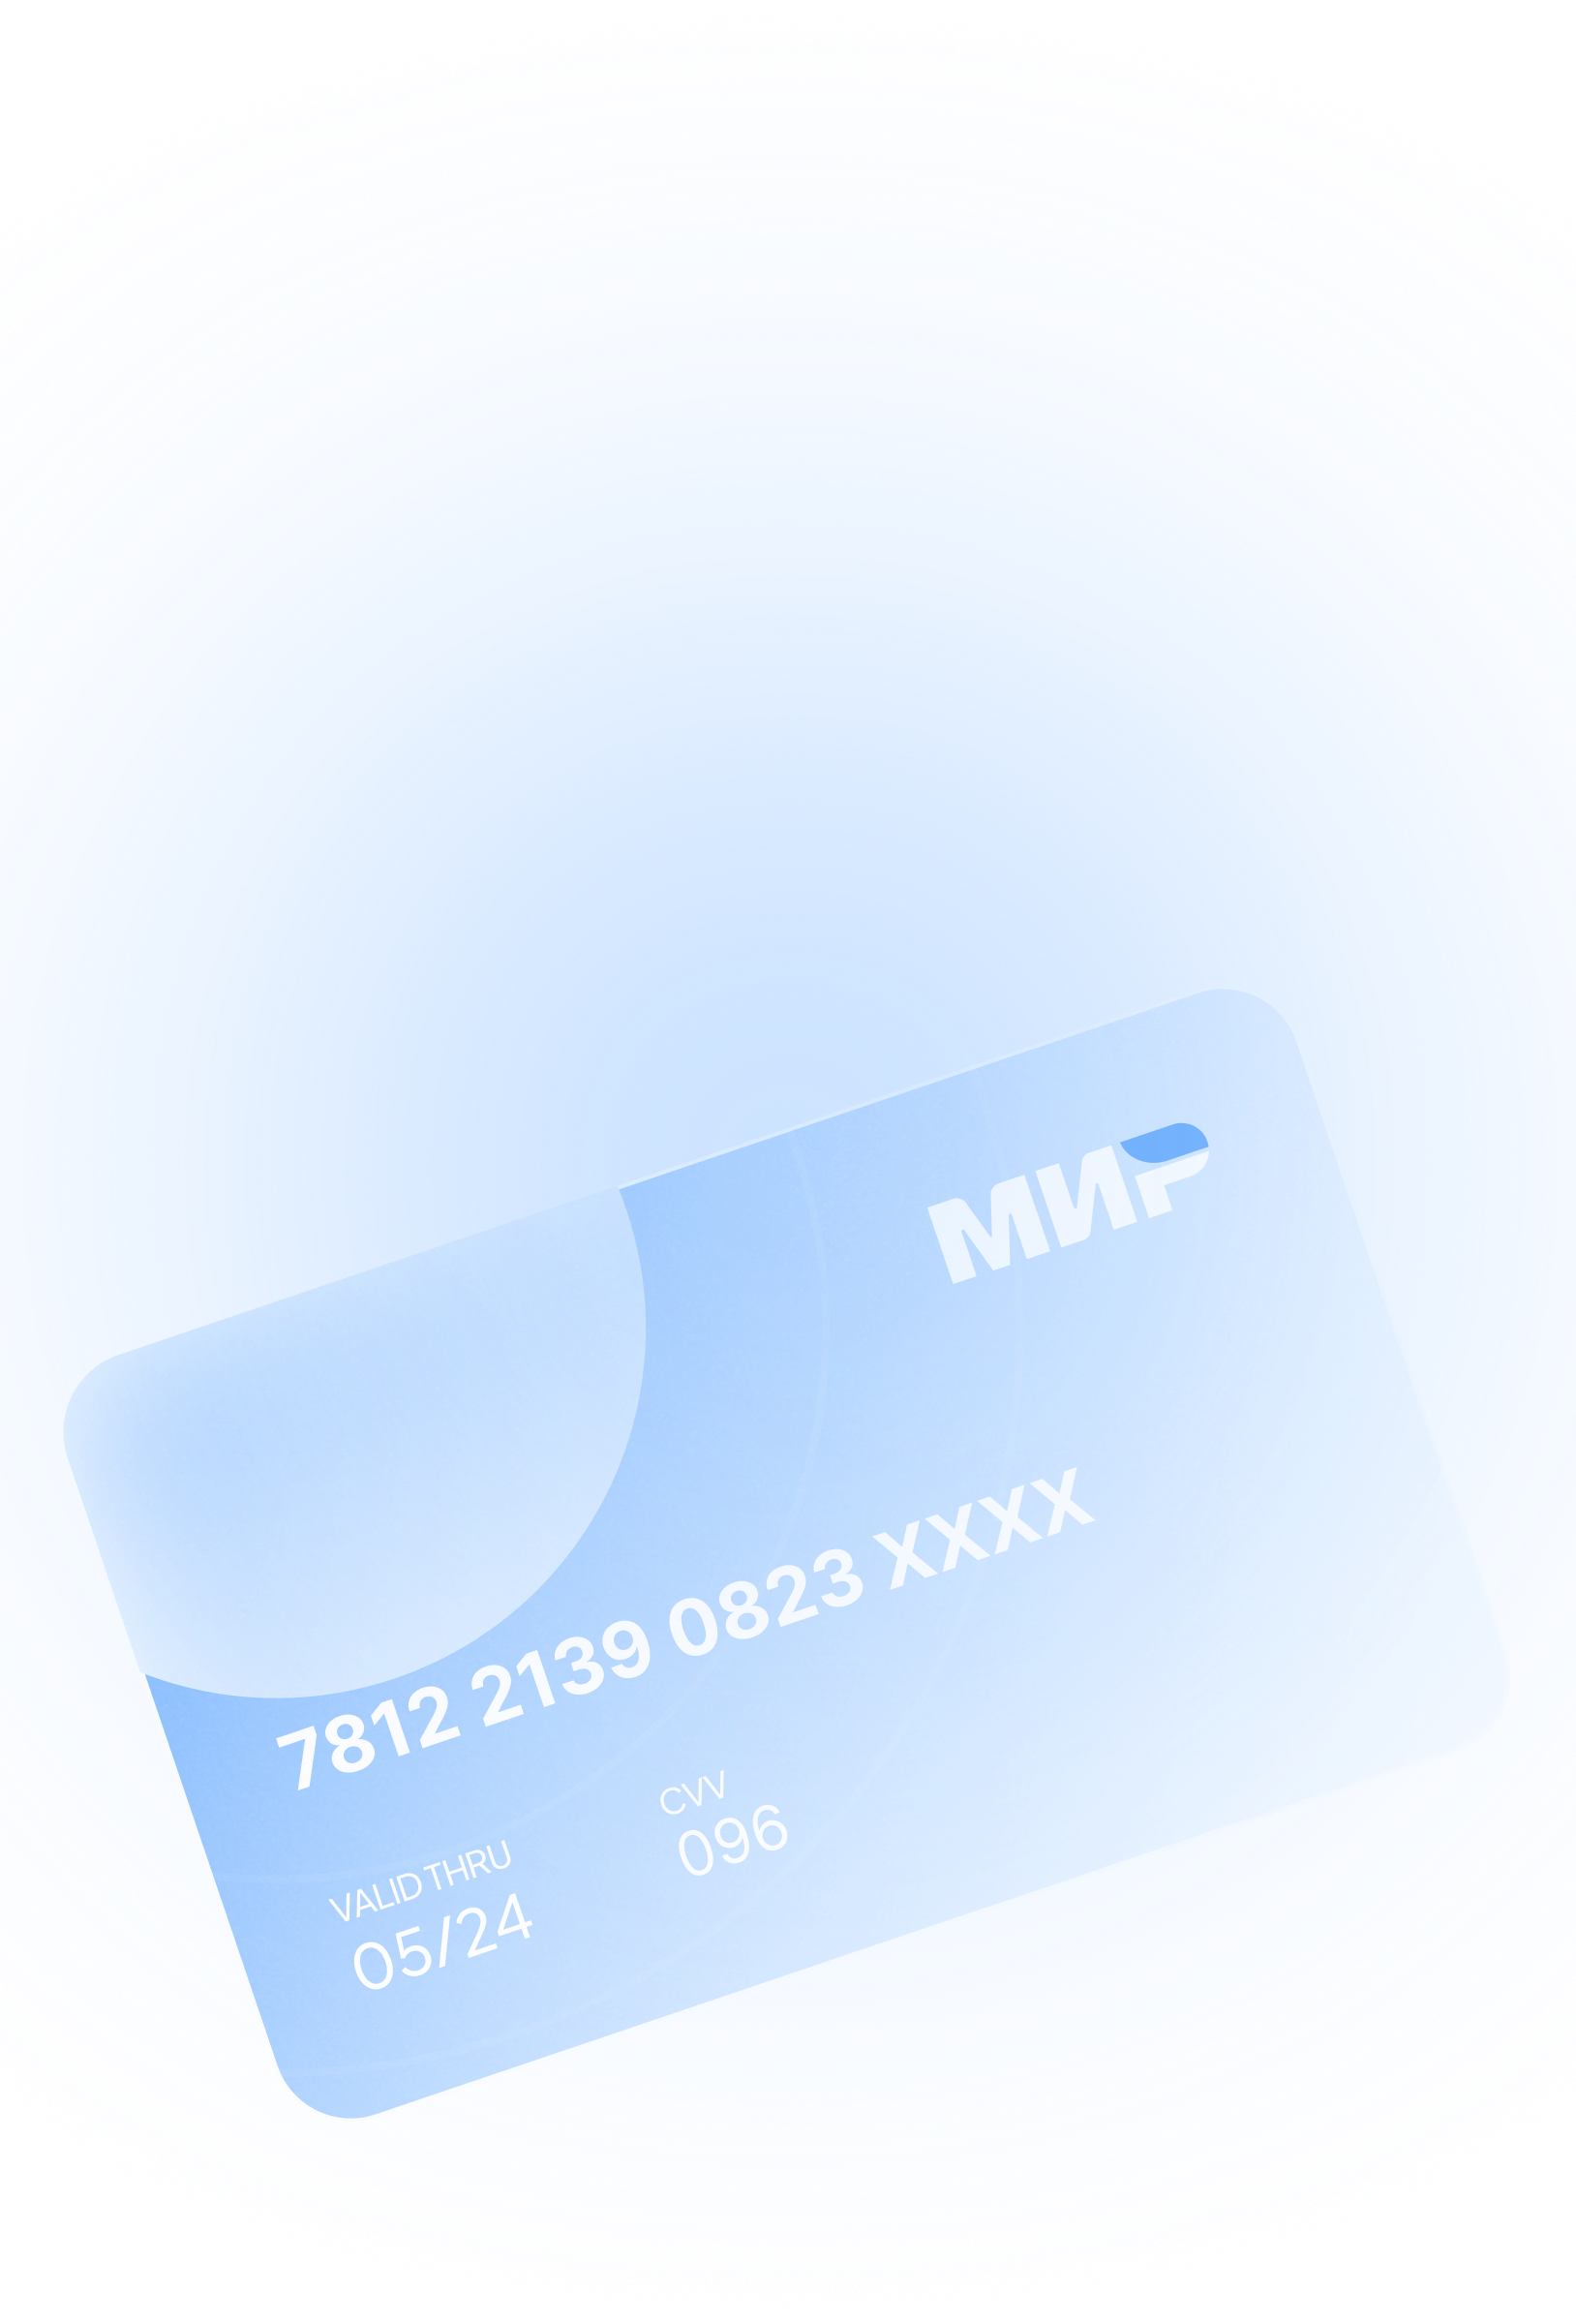 МИР
7812 2139 0823 XXXX
CVV
096
VALID THRU
05/24